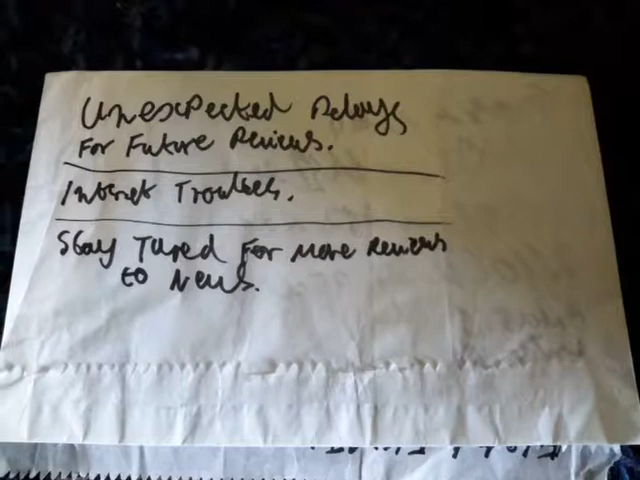 Unexpected Delays
For Future Reviews.
Internet Troubles.
Stay Tuned For More Reviews
to News.